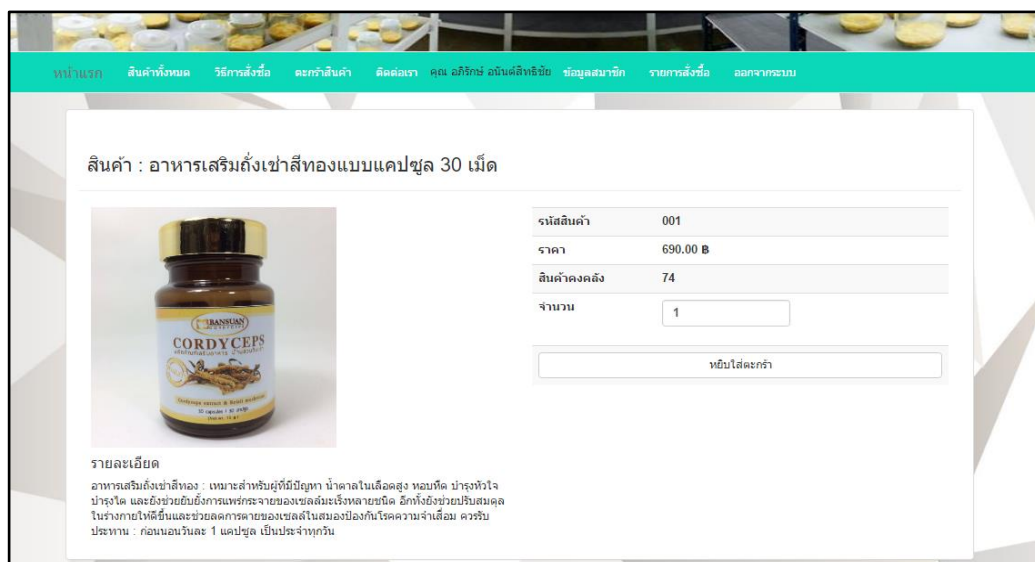 หน้าแรก สินค้าทั้งหมด วิธีการสั่งซื้อ ตะกร้าสินค้า ติดต่อเรา คุณ อภิรักษ์ อนันต์สิทธิชัย ข้อมูลสมาชิก รายการสั่งซื้อ ออกจากระบบ
สินค้า : อาหารเสริมถั่งเช่าสีทองแบบแคปซูล 30 เม็ด
BANSUAN
CORDYCEPS
รหัสสินค้า 001
ราคา 690.00 ฿
สินค้าคงคลัง 74
จำนวน 1
หยิบใส่ตะกร้า
รายละเอียด
อาหารเสริมถั่งเช่าสีทอง : เหมาะสำหรับผู้ที่มีปัญหา น้ำตาลในเลือดสูง หอบหืด บำรุงหัวใจ
บำรุงไต และยังช่วยยับยั้งการแพร่กระจายของเซลล์มะเร็งหลายชนิด อีกทั้งยังช่วยปรับสมดุล
ในร่างกายให้ดีขึ้นและช่วยลดการตายของเซลล์ในสมองป้องกันโรคความจำเสื่อม ควรรับ
ประทาน : ก่อนนอนวันละ 1 แคปซูล เป็นประจำทุกวัน